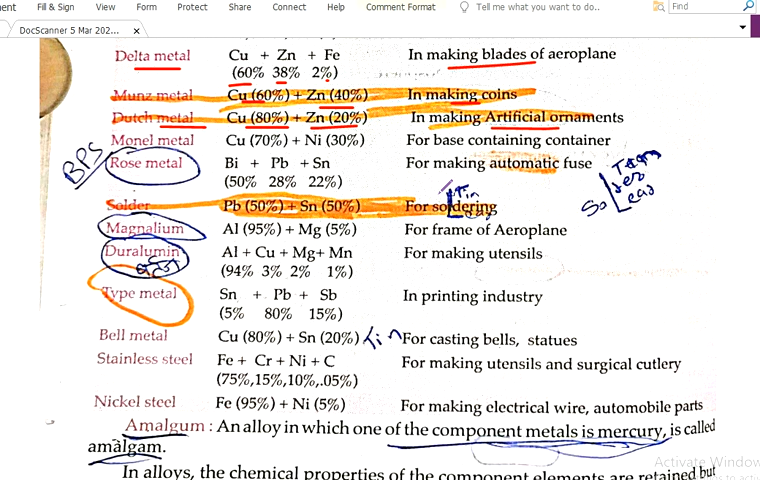 ment Form Protect Share Connect Help Comment Format Tell me what you want to do.. Find
DocScanner 5 Mar 202... ×
Delta metal Cu + Zn + Fe In making blades of aeroplane
(60% 38% 2%)
Munz metal Cu (60%) + Zn (40%) In making coins
Dutch metal Cu (80%) + Zn (20%) In making Artificial ornaments
Monel metal Cu (70%) + Ni (30%) For base containing container
BPS
Rose metal Bi + Pb + Sn For making automatic fuse
(50% 28% 22%)
Solder Pb (50%) + Sn (50%) For soldering
Tin
So
Magnalium Al (95%) + Mg (5%) For frame of Aeroplane
Duralumin Al + Cu + Mg+ Mn For making utensils
(94% 3% 2% 1%)
Type metal Sn + Pb + Sb In printing industry
(5% 80% 15%)
Bell metal Cu (80%) + Sn (20%) Tin For casting bells, statues
Stainless steel Fe + Cr + Ni + C For making utensils and surgical cutlery
(75%,15%,10%,.05%)
Nickel steel Fe (95%) + Ni (5%) For making electrical wire, automobile parts
Amalgum : An alloy in which one of the component metals is mercury, is called
amalgam.
Activate Window
In alloys, the chemical properties of the component elements are retained but